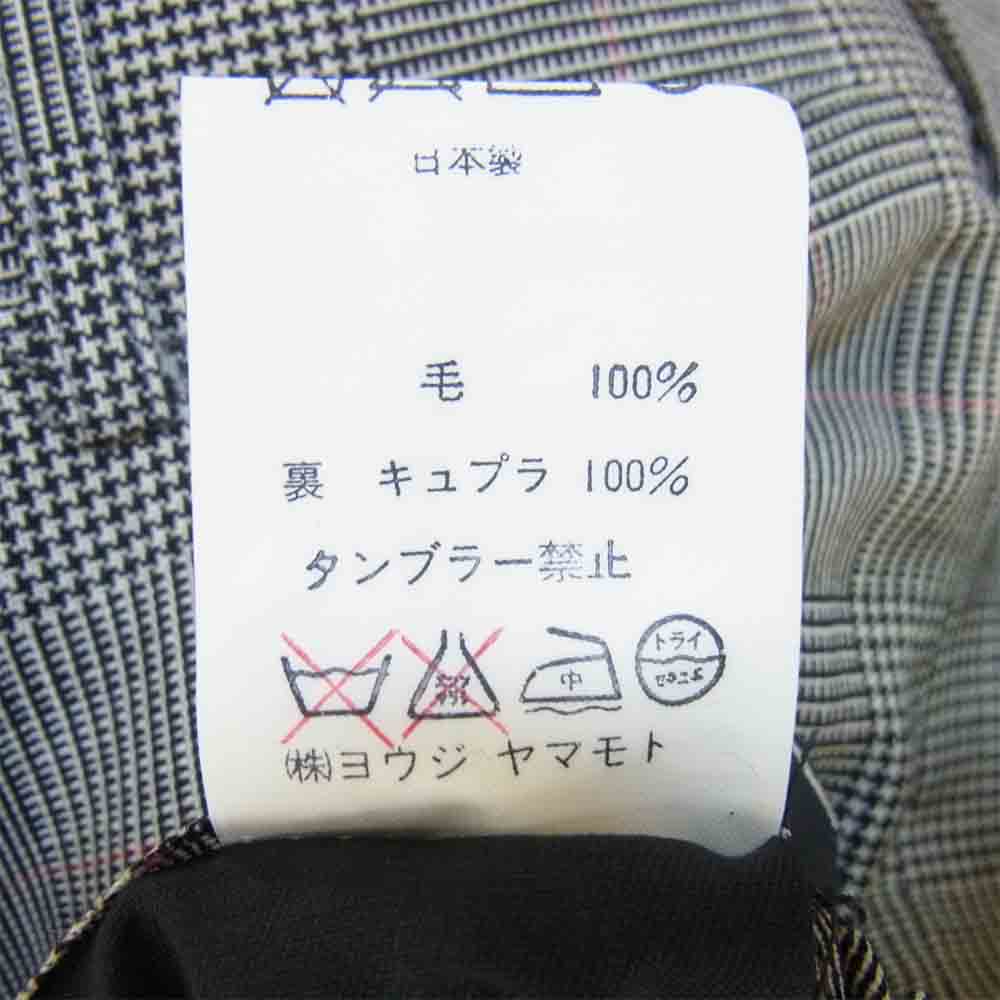 日本製
毛 100%
裏 キュプラ 100%
タンブラー禁止
中
ドライ
セキユ系
(株)ヨウジ ヤマモト